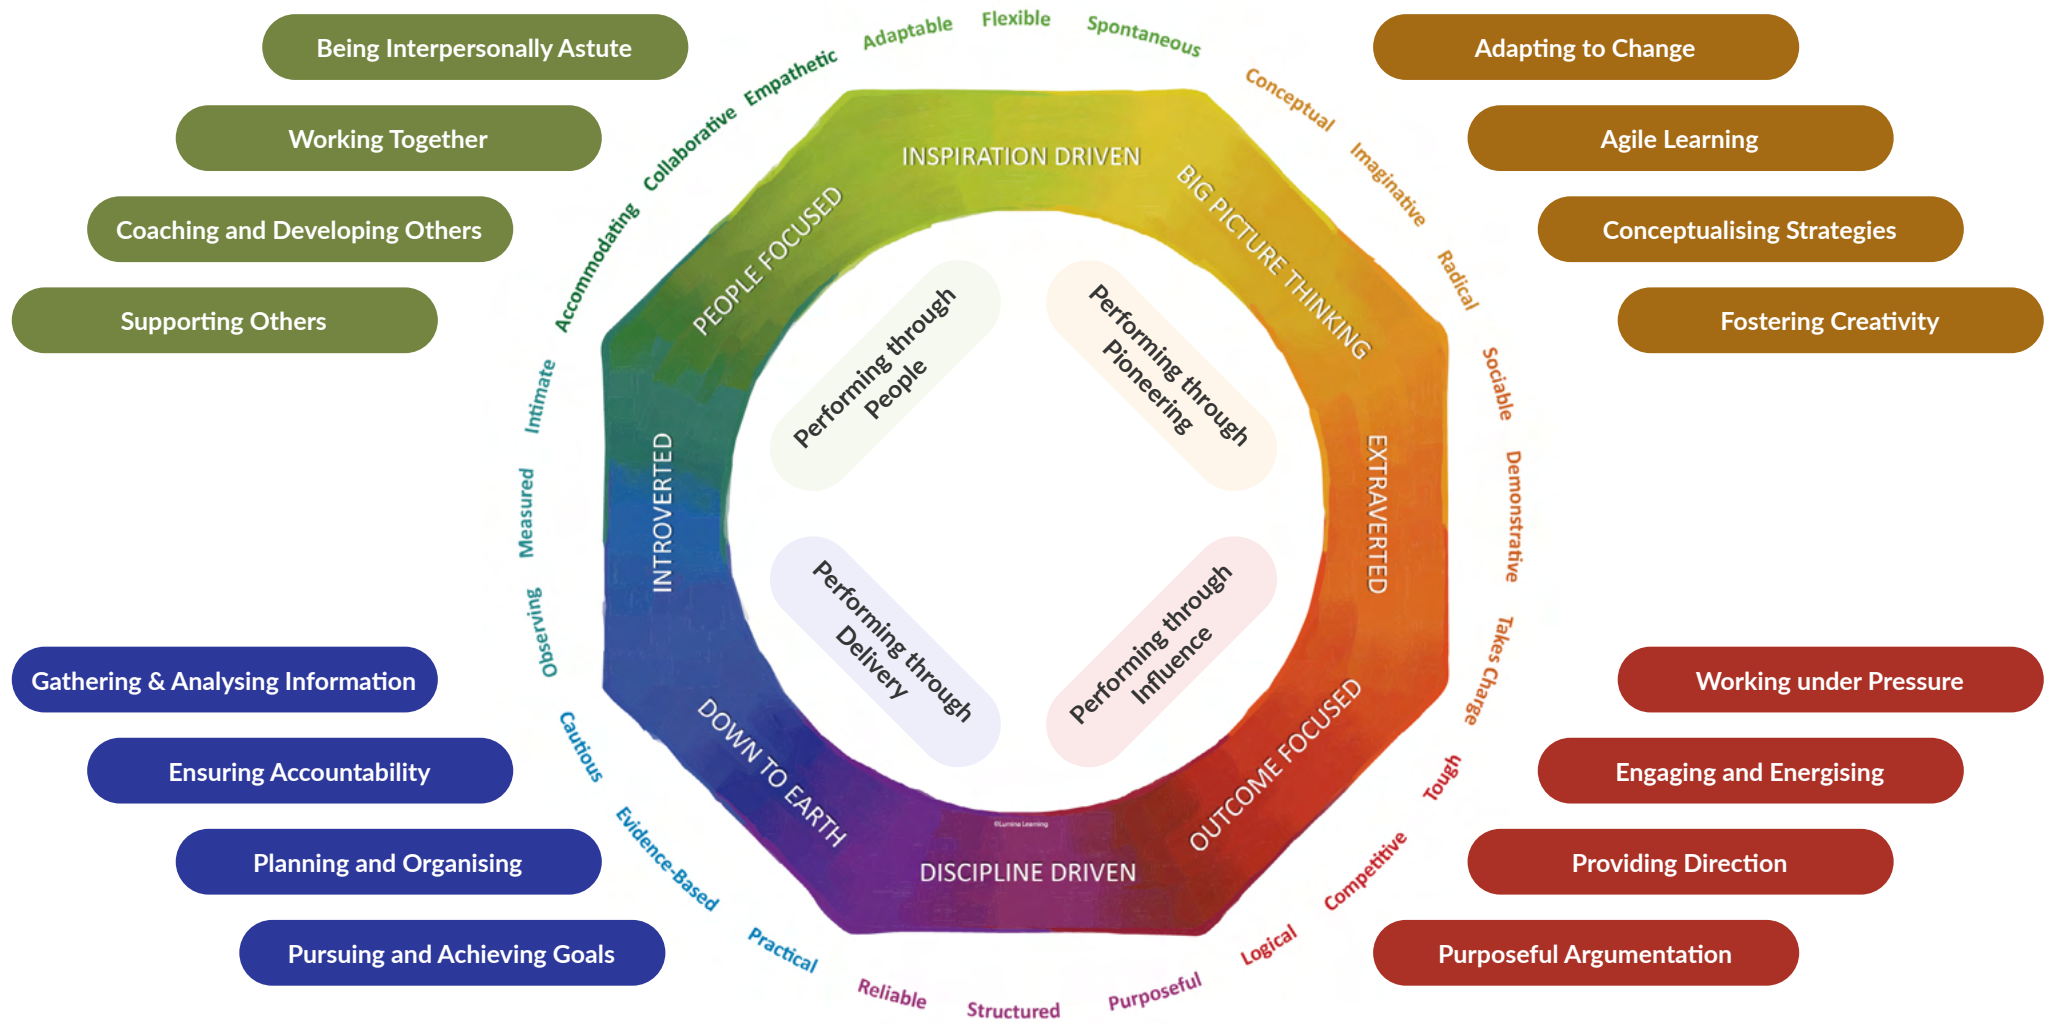 Being Interpersonally Astute
Working Together
Coaching and Developing Others
Supporting Others
Adapting to Change
Agile Learning
Conceptualising Strategies
Fostering Creativity
Accommodating
Collaborative
Empathetic
Adaptable
Flexible
Spontaneous
Conceptual
Imaginative
Radical
Sociable
Demonstrative
Takes Charge
Tough
Competitive
Logical
Purposeful
Structured
Reliable
Practical
Evidence-Based
Cautious
Observing
Measured
Intimate
INSPIRATION DRIVEN
BIG PICTURE THINKING
EXTRAVERTED
OUTCOME FOCUSED
DISCIPLINE DRIVEN
DOWN TO EARTH
INTROVERTED
PEOPLE FOCUSED
Performing through
People
Performing through
Pioneering
Performing through
Delivery
Performing through
Influence
©Lumina Learning
Gathering & Analysing Information
Ensuring Accountability
Planning and Organising
Pursuing and Achieving Goals
Working under Pressure
Engaging and Energising
Providing Direction
Purposeful Argumentation